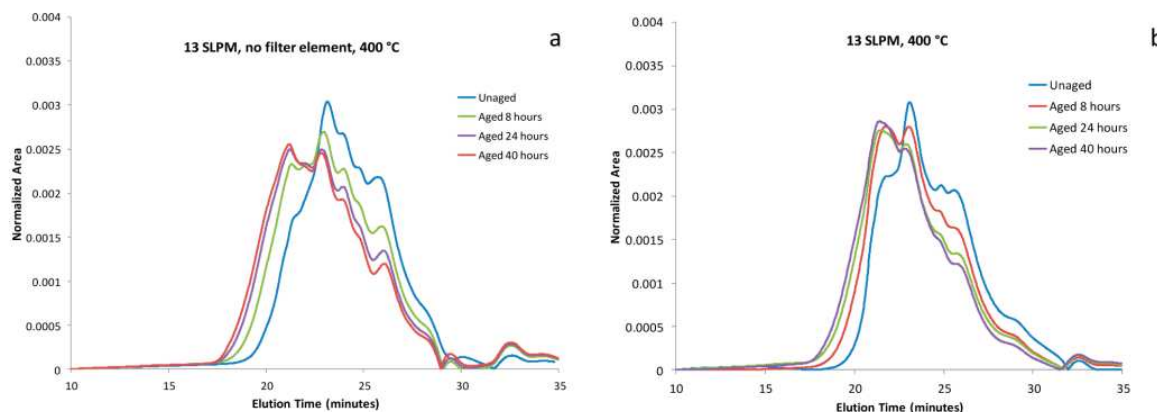 13 SLPM, no filter element, 400 °C
a
Unaged
Aged 8 hours
Aged 24 hours
Aged 40 hours
0.004
0.0035
0.003
0.0025
0.002
0.0015
0.001
0.0005
0
Normalized Area
10
15
20
25
30
35
Elution Time (minutes)
13 SLPM, 400 °C
b
Unaged
Aged 8 hours
Aged 24 hours
Aged 40 hours
0.004
0.0035
0.003
0.0025
0.002
0.0015
0.001
0.0005
0
Normalized Area
10
15
20
25
30
35
Elution Time (minutes)